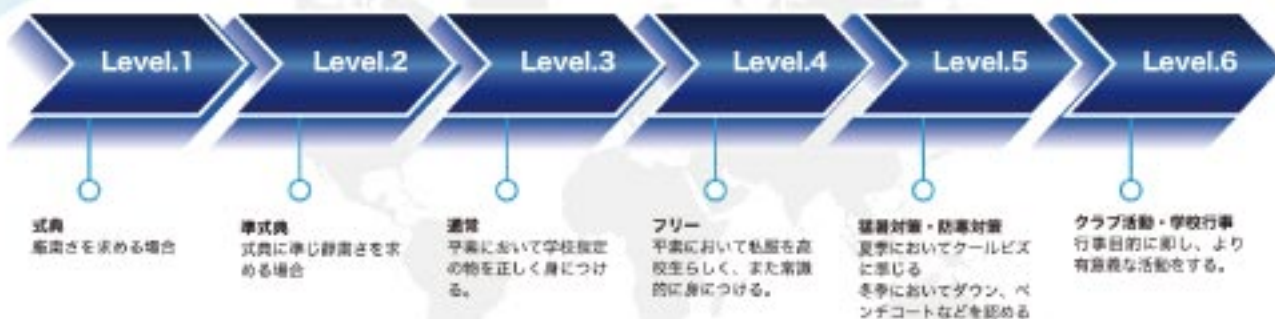 Level.1
Level.2
Level.3
Level.4
Level.5
Level.6
式典
厳粛さを求める場合
準式典
式典に準じ静粛さを求
める場合
通常
平素において学校指定
の物を正しく身につけ
る。
フリー
平素において私服を高
校生らしく、また常識
的に身につける。
猛暑対策・防寒対策
夏季においてクールビズ
に準じる
冬季においてダウン、ベ
ンチコートなどを認める
クラブ活動・学校行事
行事目的に即し、より
有意義な活動をする。